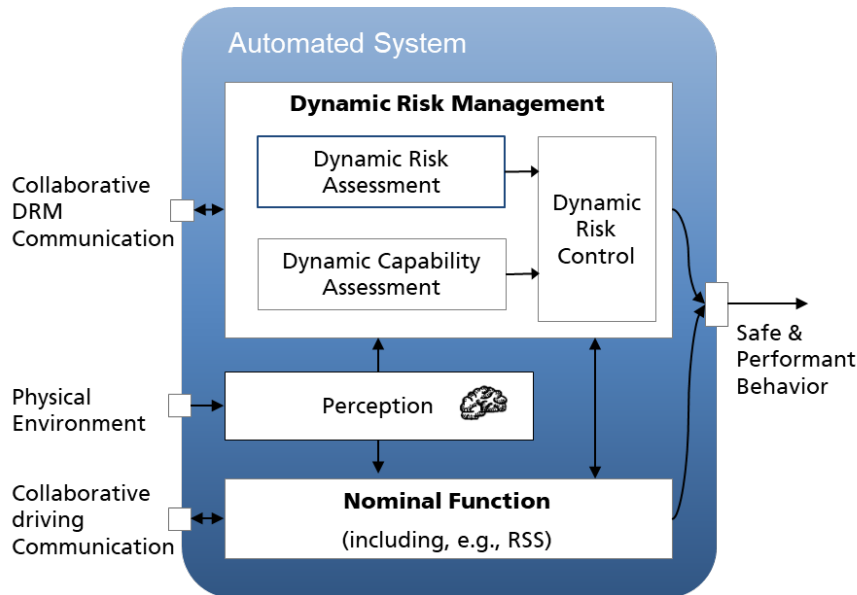 Automated System
Dynamic Risk Management
Dynamic Risk
Assessment
Dynamic Capability
Assessment
Dynamic
Risk
Control
Collaborative
DRM
Communication
Safe &
Performant
Behavior
Physical
Environment
Perception
Collaborative
driving
Communication
Nominal Function
(including, e.g., RSS)